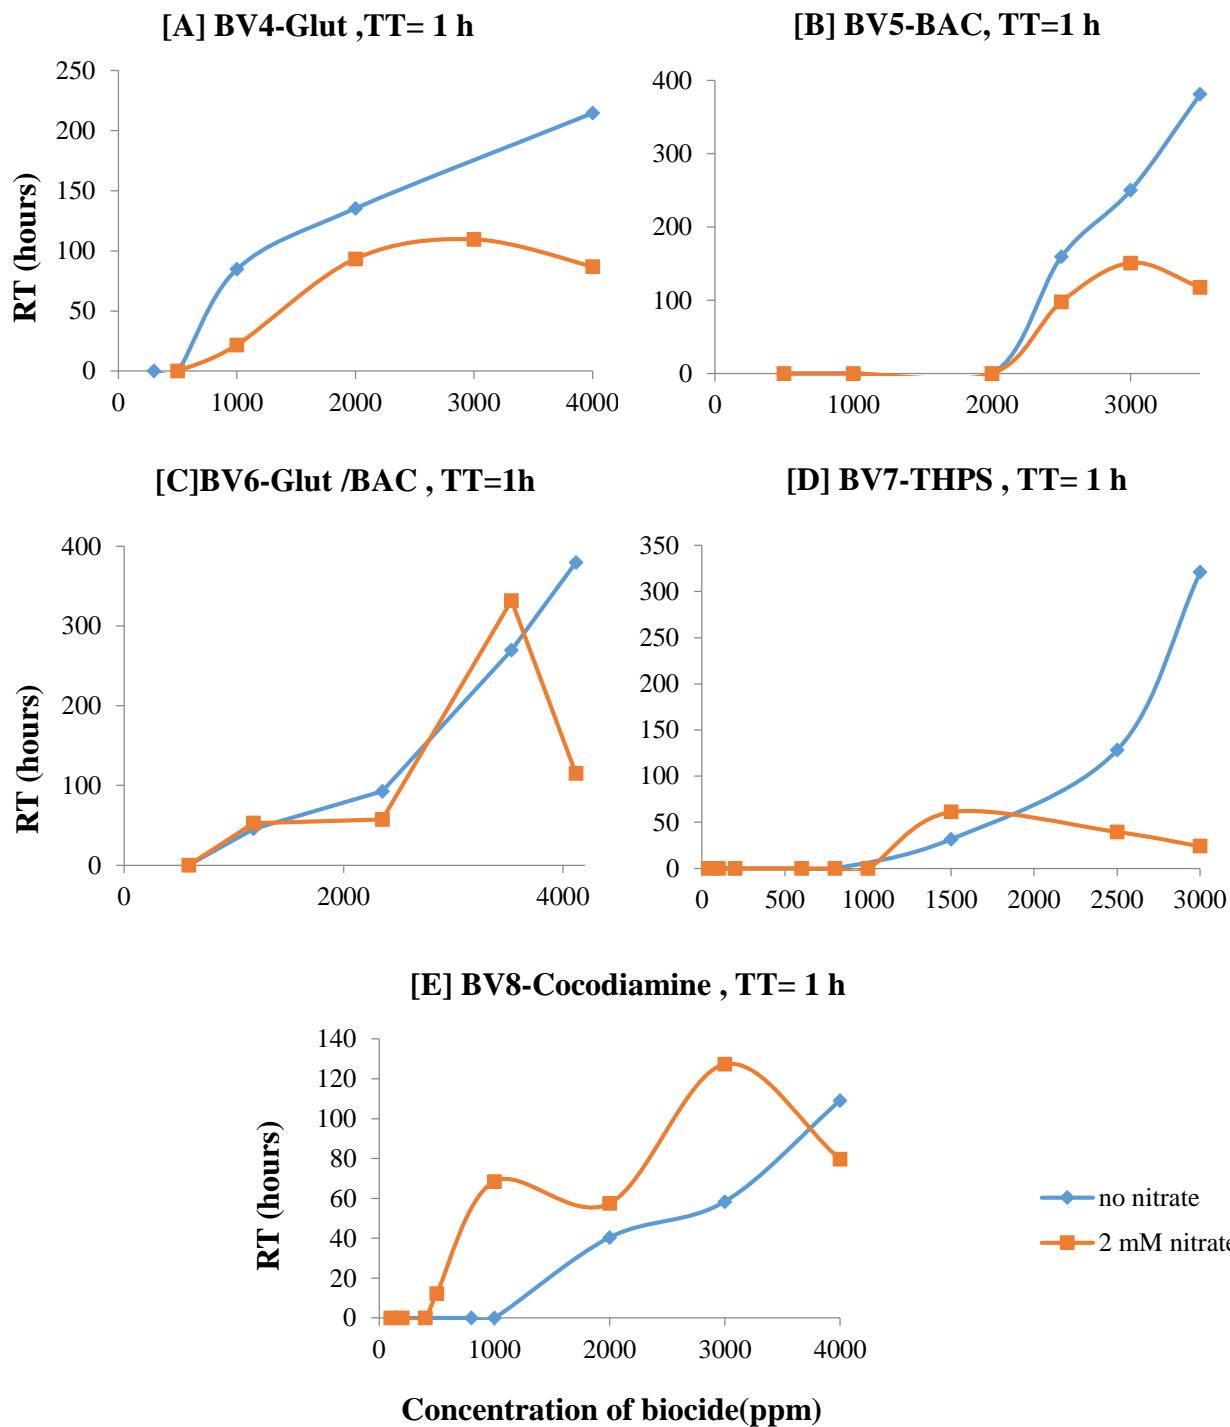 [A] BV4-Glut ,TT= 1 h
[B] BV5-BAC, TT=1 h
RT (hours)
250
200
150
100
50
0
0 1000 2000 3000 4000
400
300
200
100
0
0 1000 2000 3000
[C]BV6-Glut /BAC , TT=1h
[D] BV7-THPS , TT= 1 h
RT (hours)
400
300
200
100
0
0 2000 4000
350
300
250
200
150
100
50
0
0 500 1000 1500 2000 2500 3000
[E] BV8-Cocodiamine , TT= 1 h
RT (hours)
140
120
100
80
60
40
20
0
0 1000 2000 3000 4000
no nitrate
2 mM nitrate
Concentration of biocide(ppm)